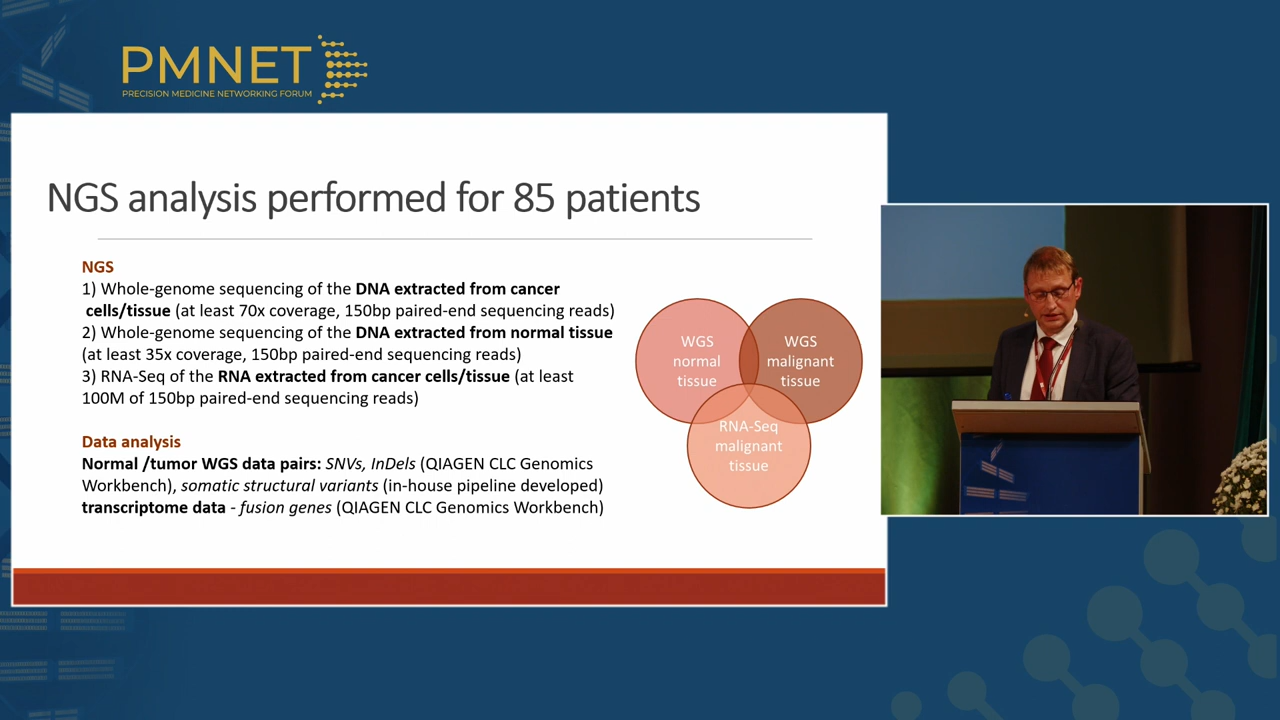 PMNET
PRECISION MEDICINE NETWORKING FORUM
NGS analysis performed for 85 patients
NGS
1) Whole-genome sequencing of the DNA extracted from cancer
cells/tissue (at least 70x coverage, 150bp paired-end sequencing reads)
2) Whole-genome sequencing of the DNA extracted from normal tissue
(at least 35x coverage, 150bp paired-end sequencing reads)
3) RNA-Seq of the RNA extracted from cancer cells/tissue (at least
100M of 150bp paired-end sequencing reads)
Data analysis
Normal /tumor WGS data pairs: SNVs, InDels (QIAGEN CLC Genomics
Workbench), somatic structural variants (in-house pipeline developed)
transcriptome data - fusion genes (QIAGEN CLC Genomics Workbench)
WGS
normal
tissue
WGS
malignant
tissue
RNA-Seq
malignant
tissue